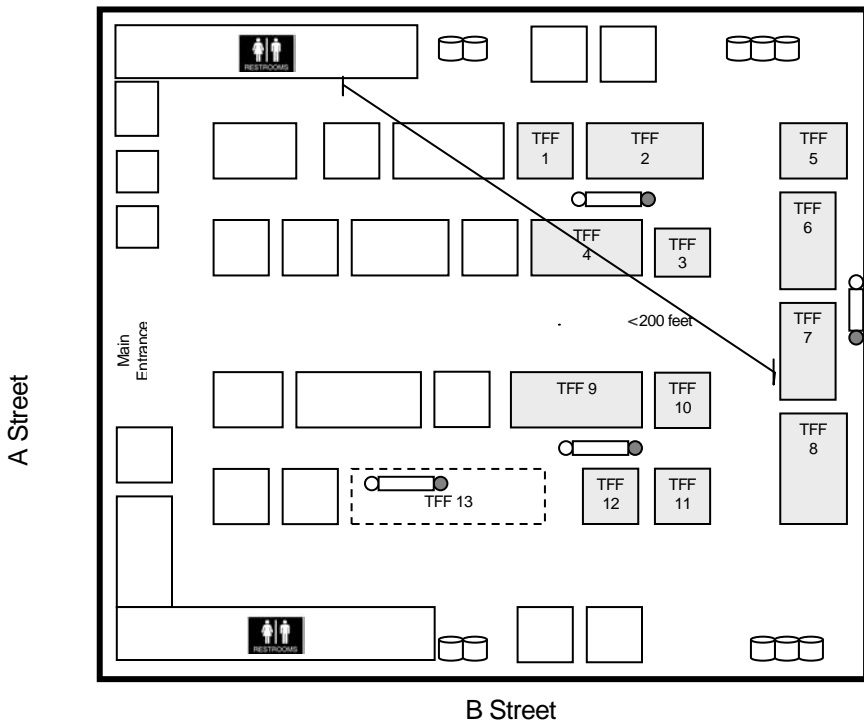 RESTROOMS
TFF
1
TFF
2
TFF
5
TFF
6
TFF
4
TFF
3
<200 feet
TFF
7
Main
Entrance
A Street
TFF 9
TFF
10
TFF
8
TFF 13
TFF
12
TFF
11
RESTROOMS
B Street